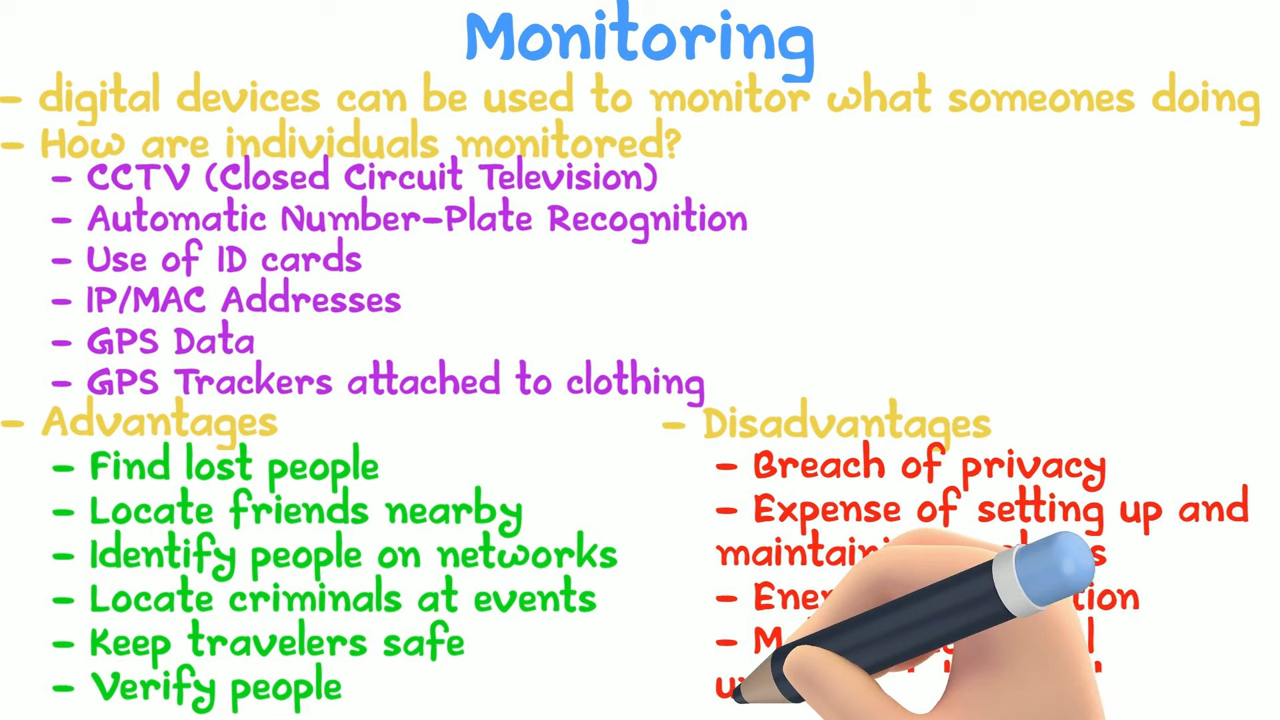 Monitoring
- digital devices can be used to monitor what someones doing
- How are individuals monitored?
- CCTV (Closed Circuit Television)
- Automatic Number-Plate Recognition
- Use of ID cards
- IP/MAC Addresses
- GPS Data
- GPS Trackers attached to clothing
- Advantages
- Find lost people
- Locate friends nearby
- Identify people on networks
- Locate criminals at events
- Keep travelers safe
- Verify people
- Disadvantages
- Breach of privacy
- Expense of setting up and